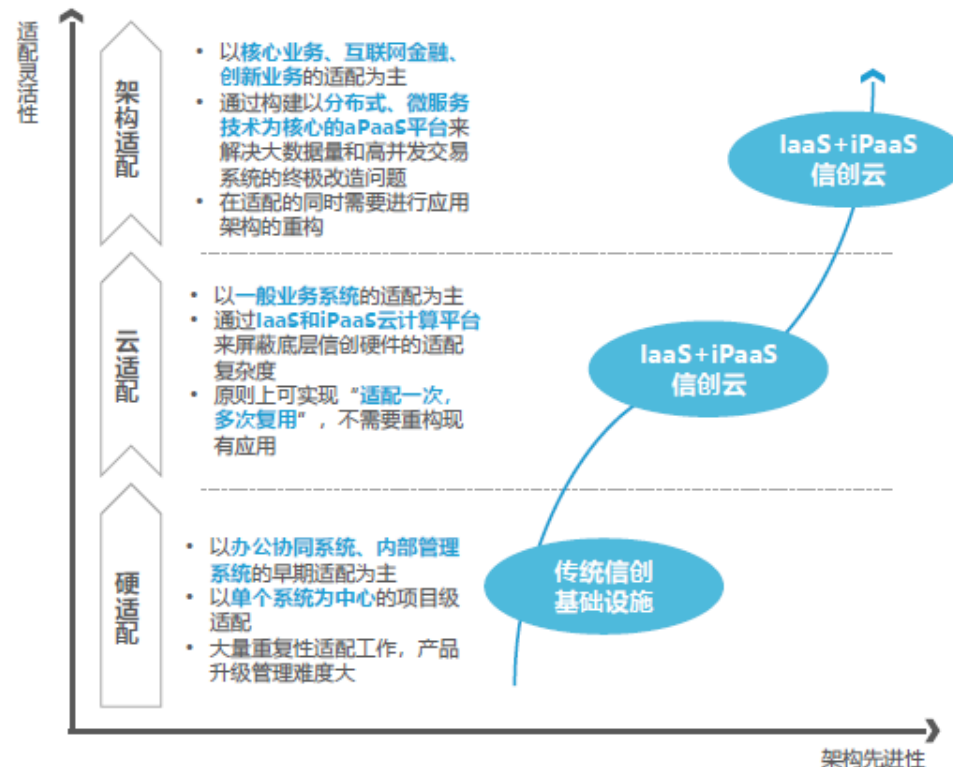 适配灵活性
架构适配
• 以核心业务、互联网金融、
创新业务的适配为主
• 通过构建以分布式、微服务
技术为核心的aPaaS平台来
解决大数据量和高并发交易
系统的终极改造问题
• 在适配的同时需要进行应用
架构的重构
IaaS+iPaaS
信创云
云适配
• 以一般业务系统的适配为主
• 通过IaaS和iPaaS云计算平台
来屏蔽底层信创硬件的适配
复杂度
• 原则上可实现“适配一次，
多次复用”，不需要重构现
有应用
IaaS+iPaaS
信创云
硬适配
• 以办公协同系统、内部管理
系统的早期适配为主
• 以单个系统为中心的项目级
适配
• 大量重复性适配工作，产品
升级管理难度大
传统信创
基础设施
架构先进性